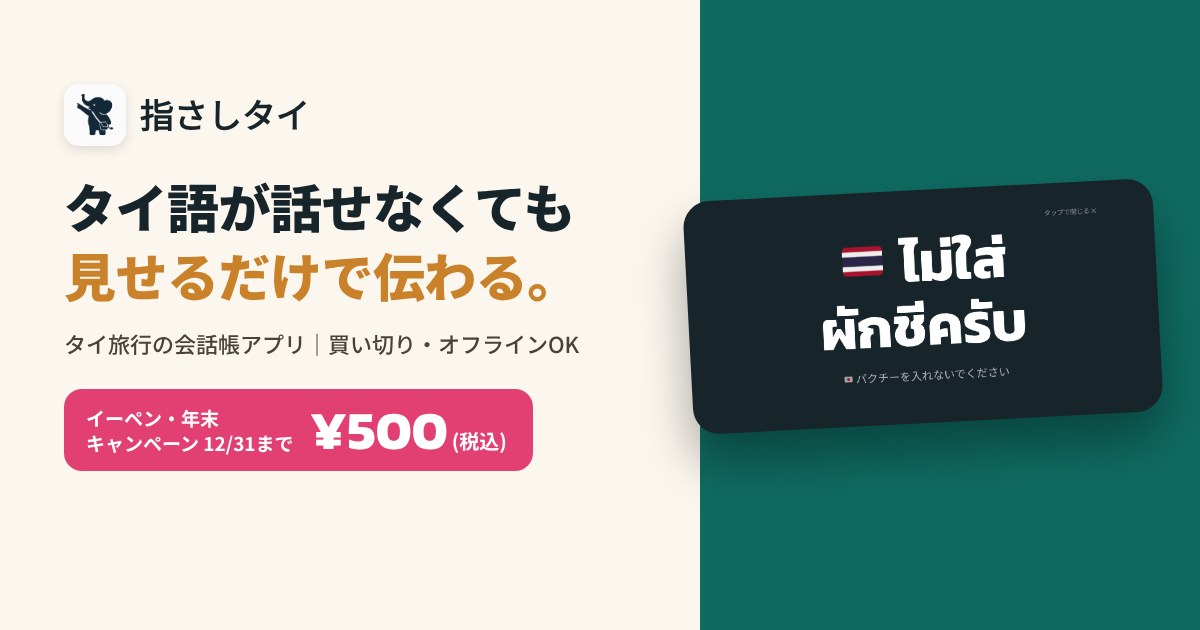 指さしタイ
タイ語が話せなくても
見せるだけで伝わる。
タイ旅行の会話帳アプリ｜買い切り・オフラインOK
イーペン・年末
キャンペーン 12/31まで
¥500 (税込)
タップで閉じる ×
ไม่ใส่
ผักชีครับ
パクチーを入れないでください